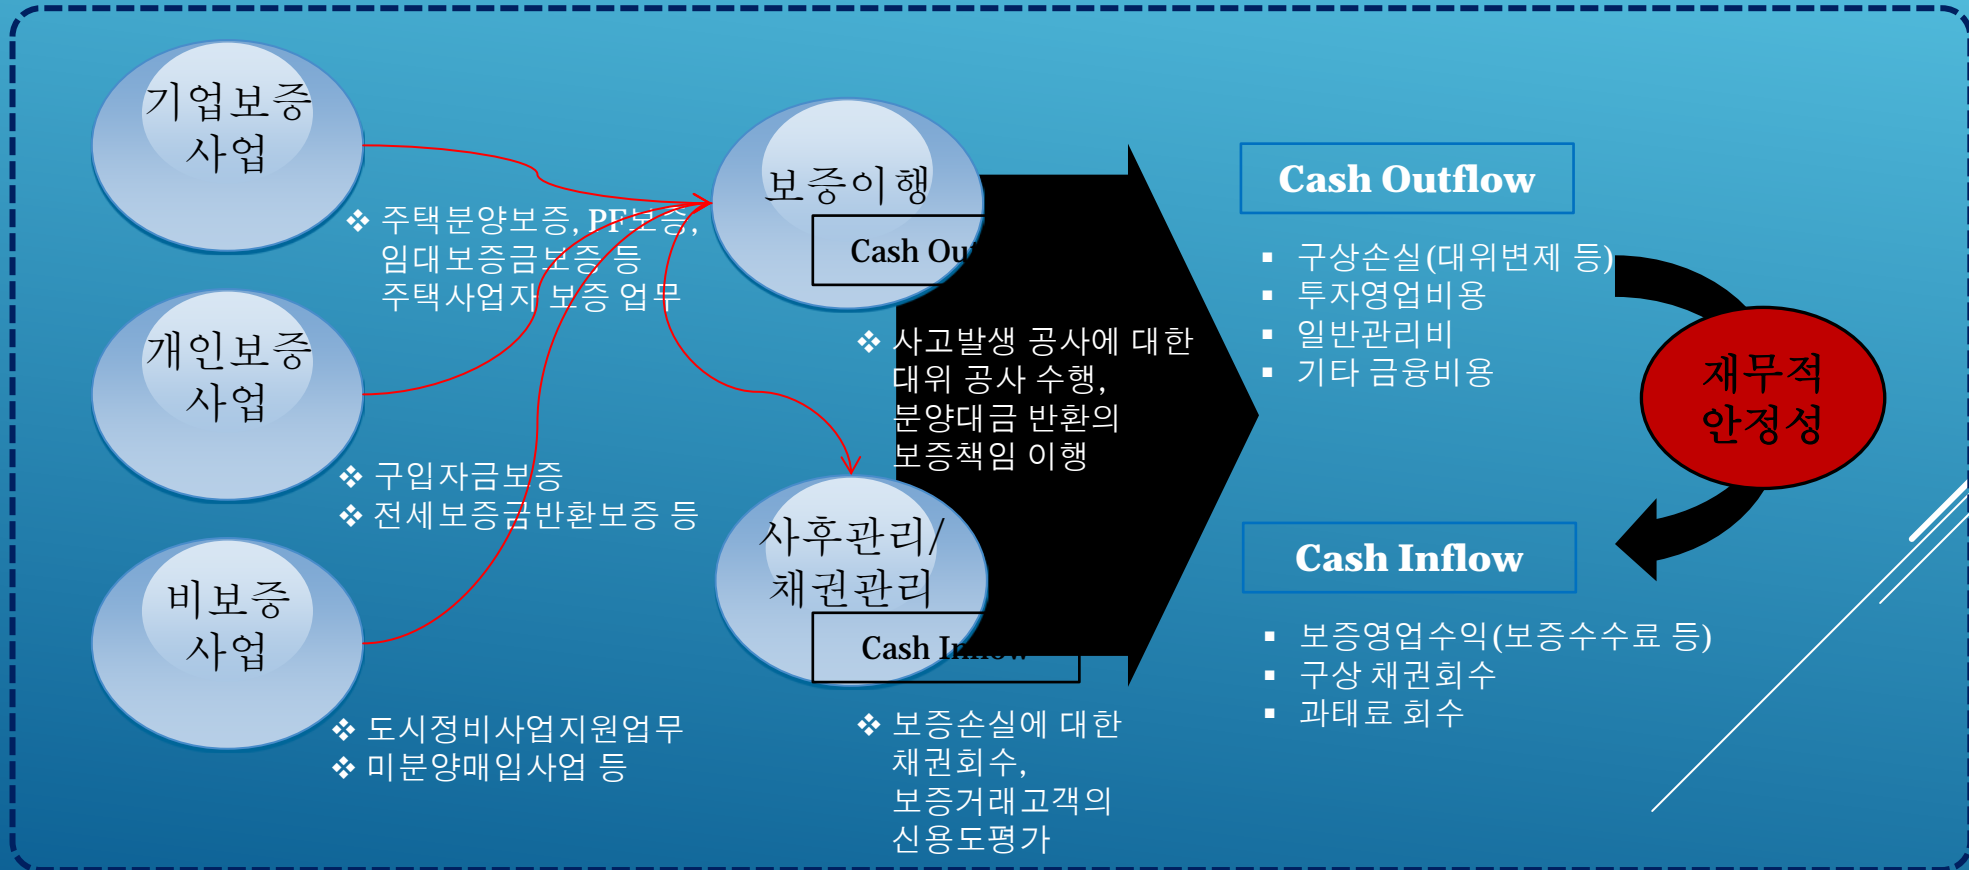 기업보증
사업
❖ 주택분양보증, PF보증,
임대보증금보증 등
주택사업자 보증 업무
개인보증
사업
❖ 구입자금보증
❖ 전세보증금반환보증 등
비보증
사업
❖ 도시정비사업지원업무
❖ 미분양매입사업 등
보증이행
Cash Out
❖ 사고발생 공사에 대한
대위 공사 수행,
분양대금 반환의
보증책임 이행
사후관리/
채권관리
Cash Inflow
❖ 보증손실에 대한
채권회수,
보증거래고객의
신용도평가
Cash Outflow
▪ 구상손실(대위변제 등)
▪ 투자영업비용
▪ 일반관리비
▪ 기타 금융비용
재무적
안정성
Cash Inflow
▪ 보증영업수익(보증수수료 등)
▪ 구상 채권회수
▪ 과태료 회수